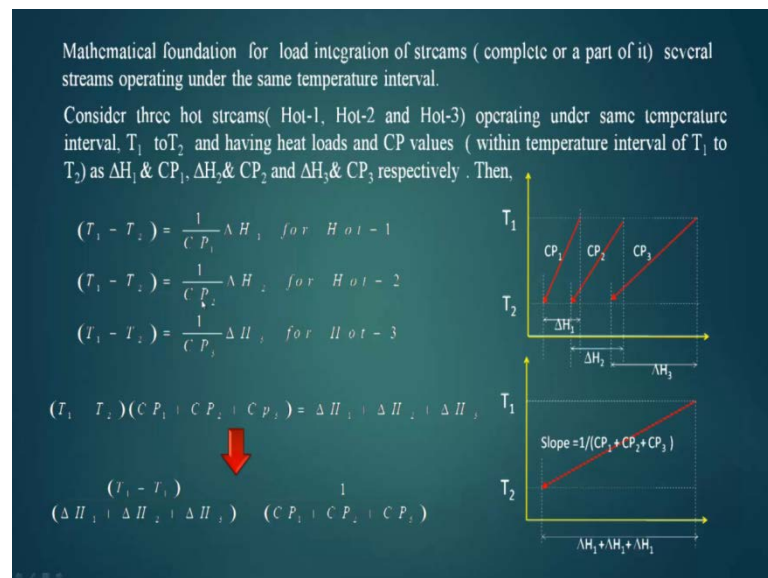 Mathematical foundation for load integration of streams ( complete or a part of it) several
streams operating under the same temperature interval.
Consider three hot streams( Hot-1, Hot-2 and Hot-3) operating under same temperature
interval, T₁ toT₂ and having heat loads and CP values ( within temperature interval of T₁ to
T₂) as ΔH₁ & CP₁, ΔH₂& CP₂ and ΔH₃& CP₃ respectively . Then,
(T₁ - T₂) = 1/CP₁ ΔH₁ for Hot - 1
(T₁ - T₂) = 1/CP₂ ΔH₂ for Hot - 2
(T₁ - T₂) = 1/CP₃ ΔH₃ for Hot - 3
(T₁ T₂)(CP₁ + CP₂ + Cp₃) = ΔH₁ + ΔH₂ + ΔH₃
(T₁ - T₂) 1
(ΔH₁ + ΔH₂ + ΔH₃) (CP₁ + CP₂ + CP₃)
T₁
CP₁ CP₂ CP₃
T₂
ΔH₁
ΔH₂
ΔH₃
T₁
Slope =1/(CP₁+CP₂+CP₃ )
T₂
ΔH₁+ΔH₁+ΔH₁